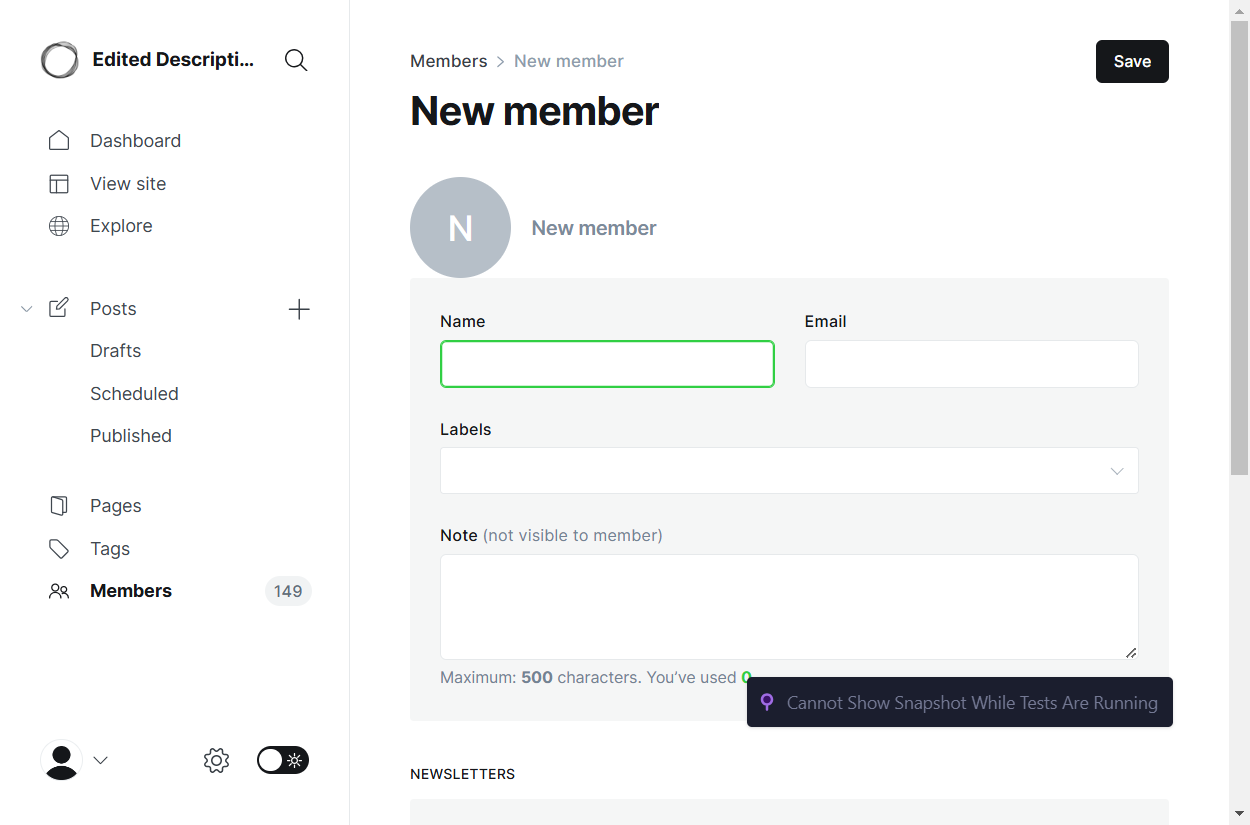 Edited Descripti...
Dashboard
View site
Explore
Posts
Drafts
Scheduled
Published
Pages
Tags
Members 149
Members > New member
Save
New member
N New member
Name Email
Labels
Note (not visible to member)
Maximum: 500 characters. You’ve used 0
Cannot Show Snapshot While Tests Are Running
NEWSLETTERS